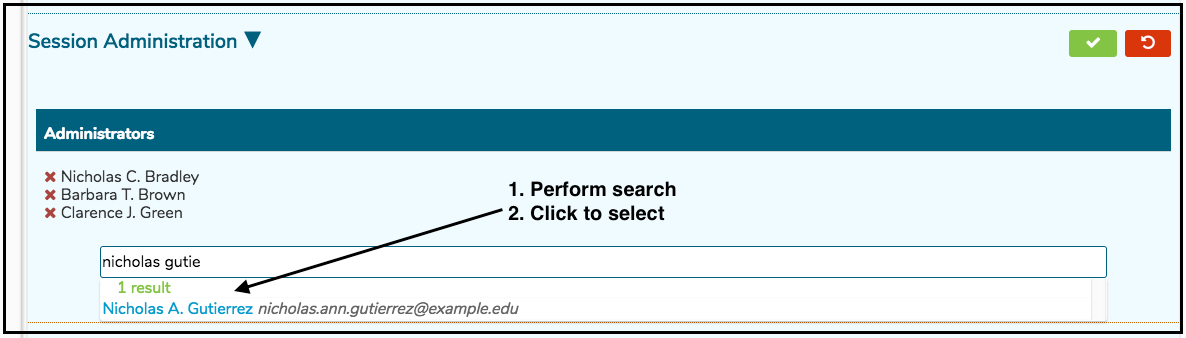 Session Administration
Administrators
Nicholas C. Bradley
Barbara T. Brown
Clarence J. Green
1. Perform search
2. Click to select
nicholas gutie
1 result
Nicholas A. Gutierrez nicholas.ann.gutierrez@example.edu